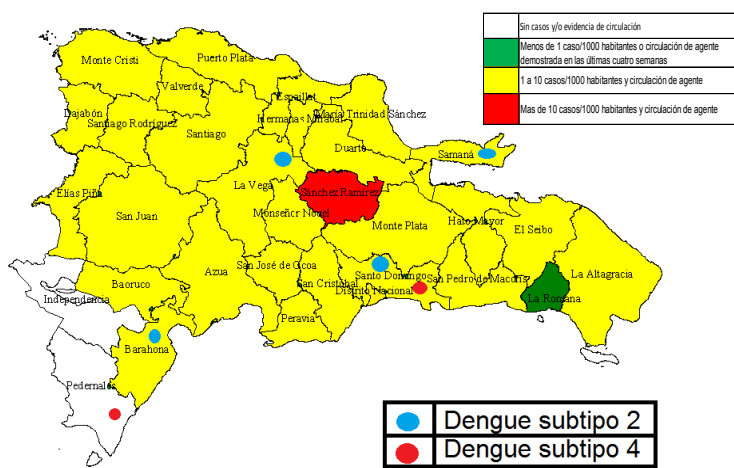 Sin casos y/o evidencia de circulación
Menos de 1 caso/1000 habitantes o circulación de agente
demostrada en las últimas cuatro semanas
1 a 10 casos/1000 habitantes y circulación de agente
Mas de 10 casos/1000 habitantes y circulación de agente
Monte Cristi
Puerto Plata
Valverde
Espaillat
Dajabón
Santiago Rodríguez
Santiago
Hermanas Mirabal
María Trinidad Sánchez
Duarte
Samaná
La Vega
Sánchez Ramírez
Elías Piña
San Juan
Monseñor Nouel
Monte Plata
Hato Mayor
El Seibo
Azua
San José de Ocoa
San Cristóbal
Santo Domingo
Distrito Nacional
San Pedro de Macorís
La Altagracia
La Romana
Baoruco
Independencia
Peravia
Barahona
Pedernales
Dengue subtipo 2
Dengue subtipo 4